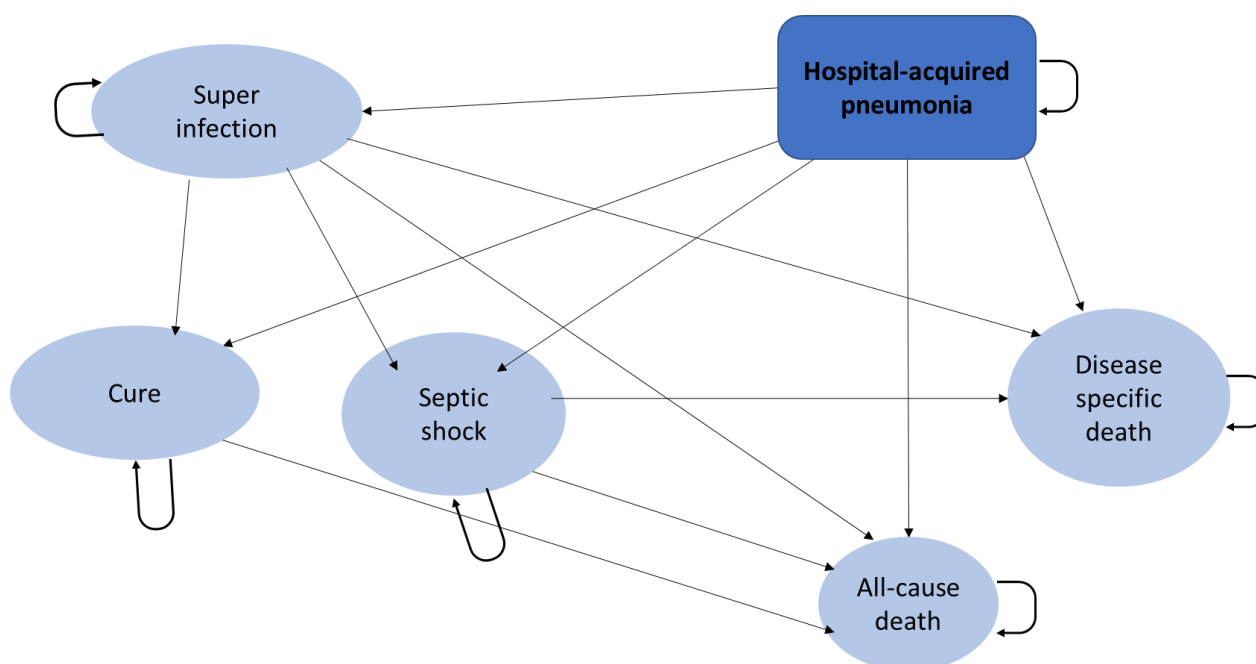 Super
infection
Hospital-acquired
pneumonia
Cure
Septic
shock
Disease
specific
death
All-cause
death